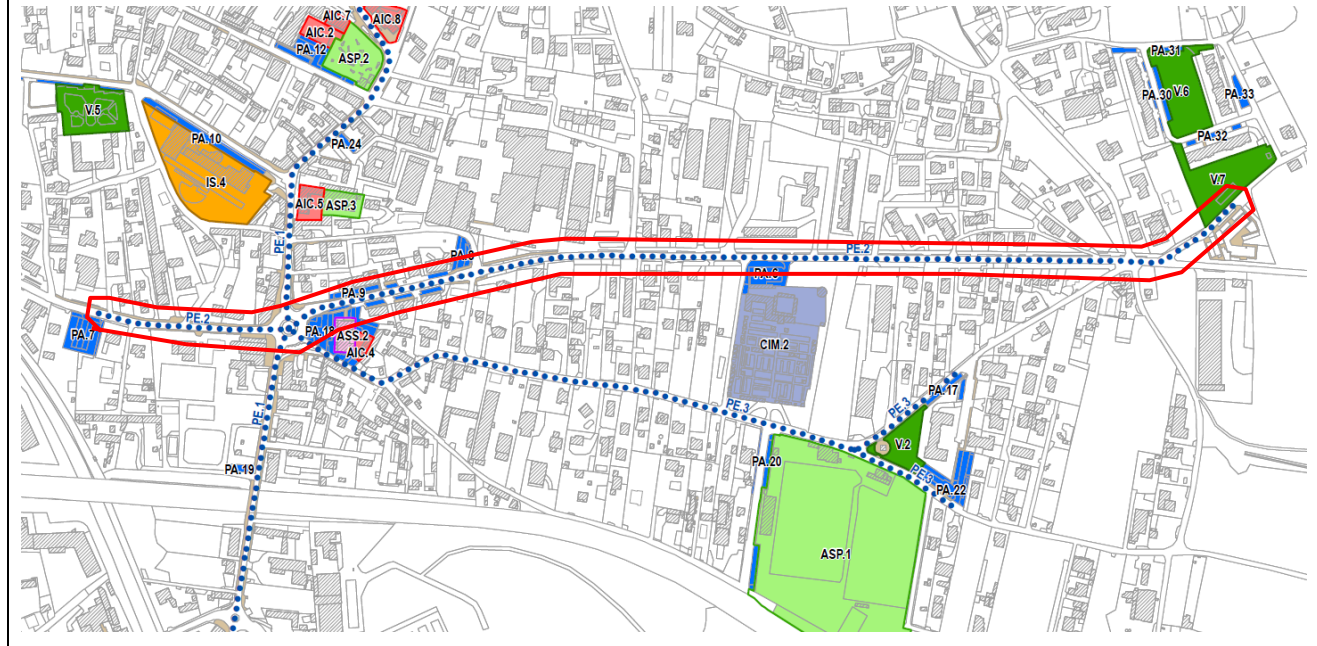 AIC.7
AIC.8
AIC.2
PA.12
ASP.2
PA.31
V.6
PA.30
PA.33
V.5
PA.10
PA.24
PA.32
IS.4
V.7
AIC.5
ASP.3
PE.1
PE.2
PA.6
PA.9
PE.2
PA.18
PA.7
ASS.2
AIC.4
CIM.2
PE.3
PE.3
PA.17
PE.1
V.2
PA.19
PA.20
PE.3
PA.22
ASP.1